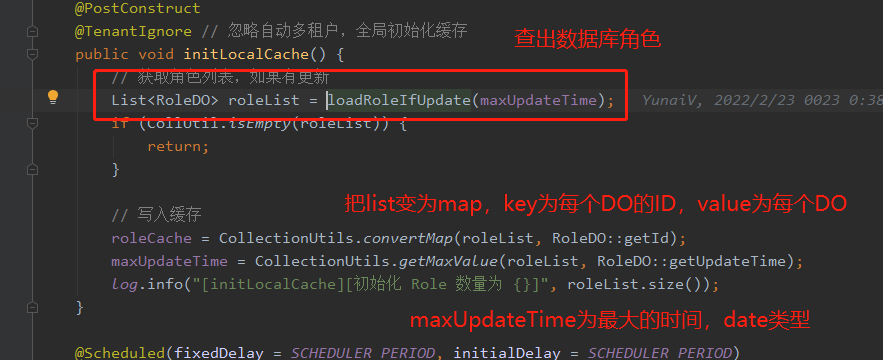 @PostConstruct
@TenantIgnore // 忽略自动多租户，全局初始化缓存
public void initLocalCache() {
查出数据库角色
// 获取角色列表，如果有更新
List<RoleDO> roleList = loadRoleIfUpdate(maxUpdateTime);    YunaiV, 2022/2/23 0023 0:38
if (CollUtil.isEmpty(roleList)) {
return;
}
把list变为map，key为每个DO的ID，value为每个DO
// 写入缓存
roleCache = CollectionUtils.convertMap(roleList, RoleDO::getId);
maxUpdateTime = CollectionUtils.getMaxValue(roleList, RoleDO::getUpdateTime);
log.info("[initLocalCache][初始化 Role 数量为 {}]", roleList.size());
}
maxUpdateTime为最大的时间，date类型
@Scheduled(fixedDelay = SCHEDULER_PERIOD, initialDelay = SCHEDULER_PERIOD)